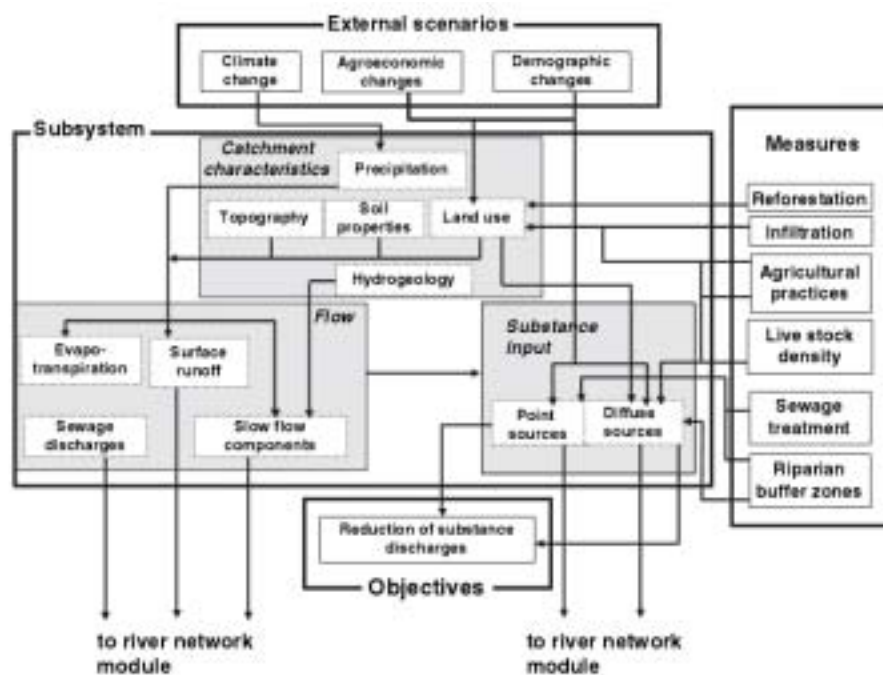 External scenarios
Climate
change
Agroeconomic
changes
Demographic
changes
Subsystem
Catchment
characteristics
Precipitation
Topography
Soil
properties
Land use
Hydrogeology
Measures
Reforestation
Infiltration
Agricultural
practices
Live stock
density
Sewage
treatment
Riparian
buffer zones
Flow
Evapo-
transpiration
Surface
runoff
Sewage
discharges
Slow flow
components
Substance
input
Point
sources
Diffuse
sources
Reduction of substance
discharges
Objectives
to river network
module
to river network
module